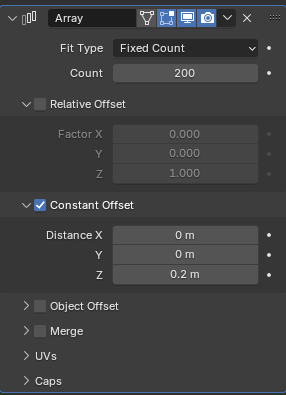 Array
Fit Type Fixed Count
Count 200
Relative Offset
Factor X 0.000
Y 0.000
Z 1.000
Constant Offset
Distance X 0 m
Y 0 m
Z 0.2 m
Object Offset
Merge
UVs
Caps